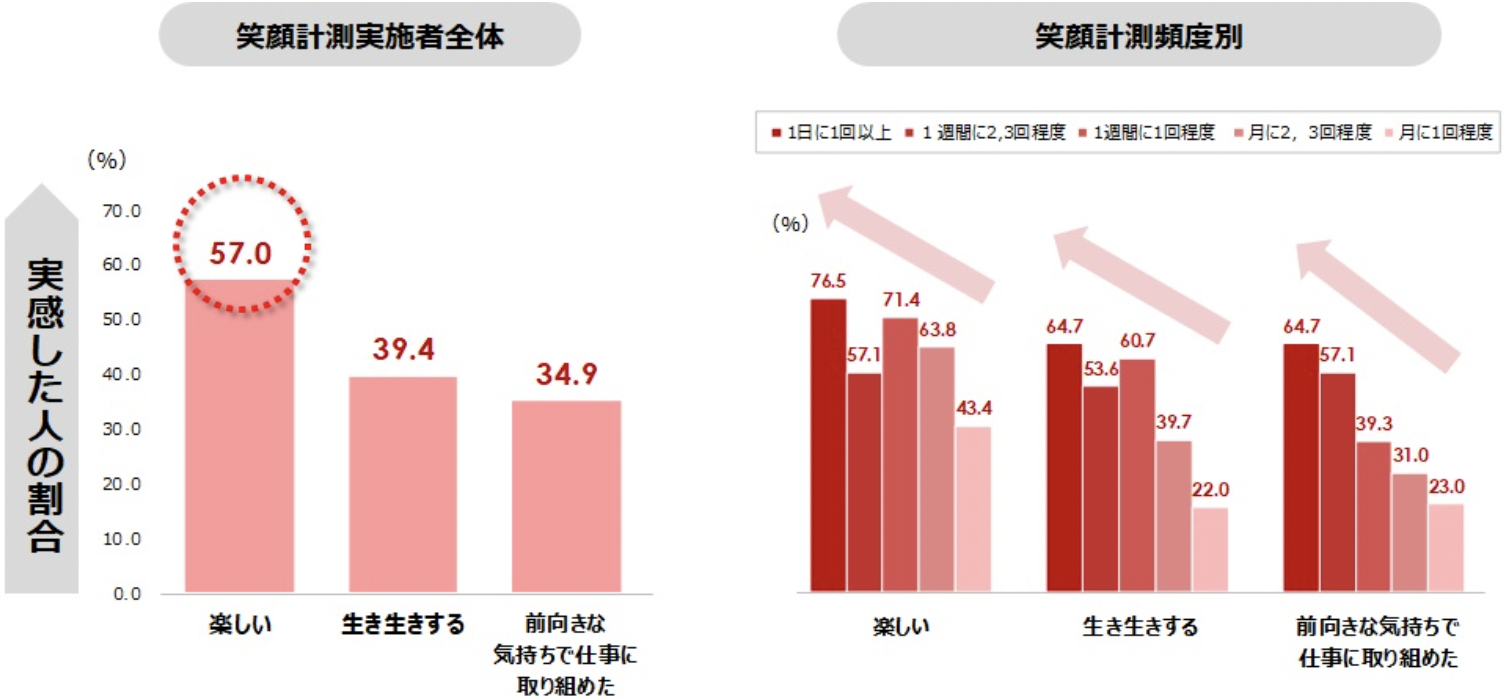 笑顔計測実施者全体
(%)
実感した人の割合
70.0
60.0
50.0
40.0
30.0
20.0
10.0
0.0
57.0
39.4
34.9
楽しい
生き生きする
前向きな
気持ちで仕事に
取り組めた
笑顔計測頻度別
1日に1回以上 1週間に2,3回程度 1週間に1回程度 月に2,3回程度 月に1回程度
(%)
76.5
57.1
71.4
63.8
43.4
64.7
53.6
60.7
39.7
22.0
64.7
57.1
39.3
31.0
23.0
楽しい
生き生きする
前向きな気持ちで
仕事に取り組めた